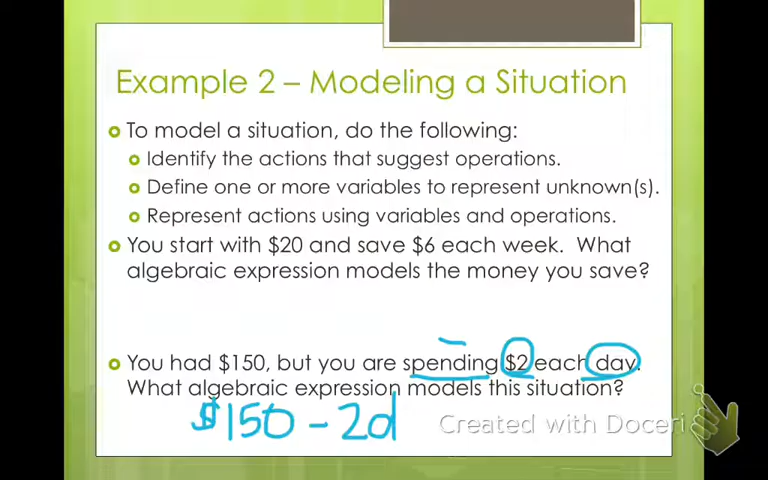 Example 2 – Modeling a Situation
To model a situation, do the following:
Identify the actions that suggest operations.
Define one or more variables to represent unknown(s).
Represent actions using variables and operations.
You start with $20 and save $6 each week. What
algebraic expression models the money you save?
You had $150, but you are spending $2 each day.
What algebraic expression models this situation?
$150 – 2d
Created with Doceri